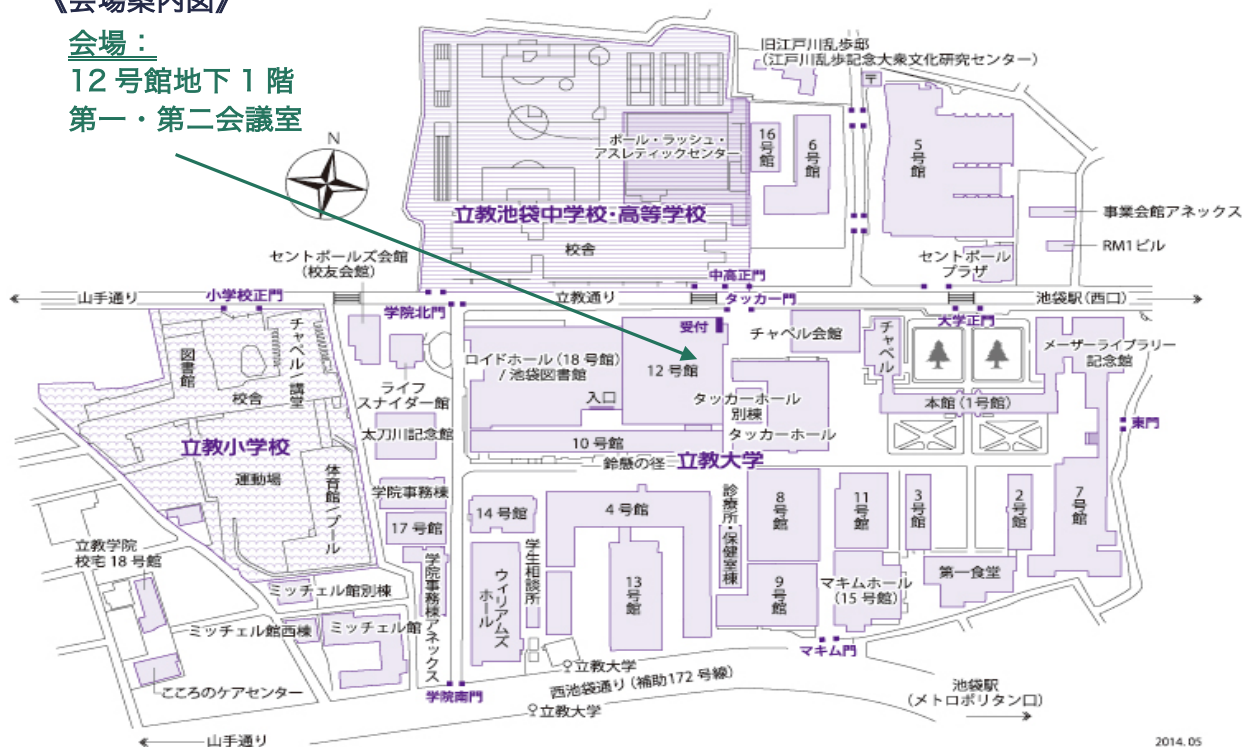 《会場案内図》
会場：
12 号館地下 1 階
第一・第二会議室
N
旧江戸川乱歩邸
（江戸川乱歩記念大衆文化研究センター）
〒
ポール・ラッシュ・
アスレティックセンター
16号館
6号館
5号館
立教池袋中学校・高等学校
校舎
事業会館アネックス
RM1ビル
セントポール
プラザ
セントポールズ会館
（校友会館）
中高正門
山手通り
小学校正門
学院北門
立教通り
タッカー門
池袋駅（西口）
大学正門
受付
チャペル会館
チャペル
メーザーライブラリー
記念館
図書館
チャペル/講堂
校舎
ロイドホール（18 号館）
/ 池袋図書館
12 号館
入口
ライフ
スナイダー館
タッカーホール
別棟
タッカーホール
本館（1号館）
東門
太刀川記念館
10 号館
鈴懸の径
立教大学
立教小学校
運動場
体育館/プール
学院事務棟
17 号館
14 号館
4 号館
診療所・保健室棟
8号館
11号館
3号館
2号館
7号館
立教学院
校宅 18 号館
学院事務棟アネックス
ウイリアムズホール
学生相談所
13号館
9号館
マキムホール
（15 号館）
第一食堂
ミッチェル館別棟
ミッチェル館西棟
ミッチェル館
マキム門
こころのケアセンター
学院南門
立教大学
西池袋通り（補助172 号線）
立教大学
池袋駅
（メトロポリタン口）
山手通り
2014. 05